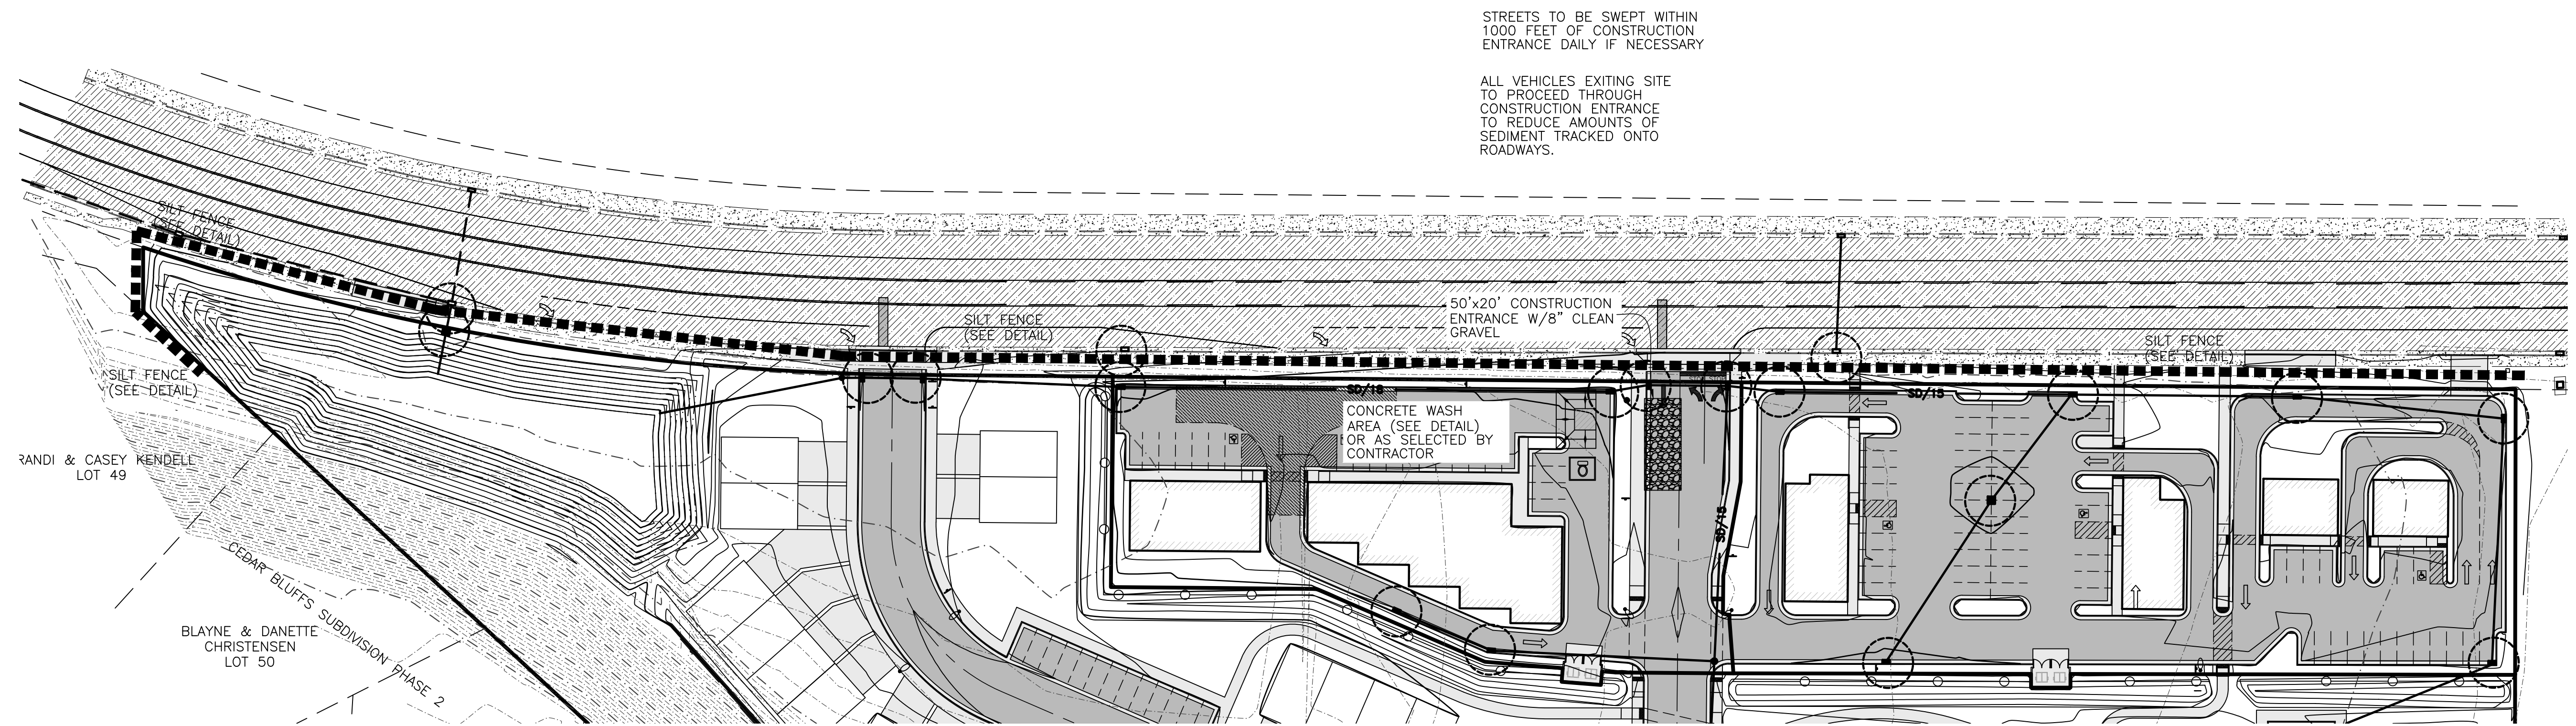 STREETS TO BE SWEPT WITHIN
1000 FEET OF CONSTRUCTION
ENTRANCE DAILY IF NECESSARY
ALL VEHICLES EXITING SITE
TO PROCEED THROUGH
CONSTRUCTION ENTRANCE
TO REDUCE AMOUNTS OF
SEDIMENT TRACKED ONTO
ROADWAYS.
SILT FENCE
(SEE DETAIL)
50'x20' CONSTRUCTION
ENTRANCE W/8" CLEAN
GRAVEL
SILT FENCE
(SEE DETAIL)
SILT FENCE
(SEE DETAIL)
SILT FENCE
(SEE DETAIL)
SD/18
SD/15
CONCRETE WASH
AREA (SEE DETAIL)
OR AS SELECTED BY
CONTRACTOR
RANDI & CASEY KENDELL
LOT 49
SD/15
CEDAR BLUFFS SUBDIVISION PHASE 2
BLAYNE & DANETTE
CHRISTENSEN
LOT 50